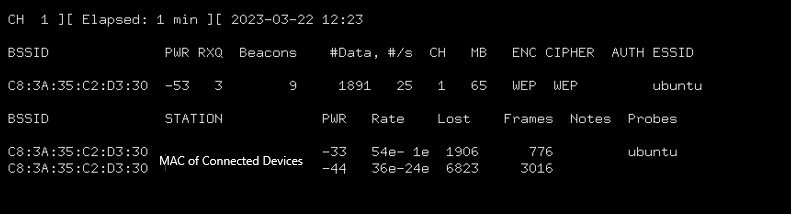 CH 1 ][ Elapsed: 1 min ][ 2023-03-22 12:23
BSSID PWR RXQ Beacons #Data, #/s CH MB ENC CIPHER AUTH ESSID
C8:3A:35:C2:D3:30 -53 3 9 1891 25 1 65 WEP WEP ubuntu
BSSID STATION PWR Rate Lost Frames Notes Probes
C8:3A:35:C2:D3:30 -33 54e- 1e 1906 776 ubuntu
MAC of Connected Devices
C8:3A:35:C2:D3:30 -44 36e-24e 6823 3016